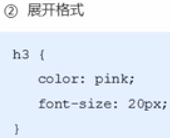 ② 展开格式
h3 {
    color: pink;
    font-size: 20px;
}